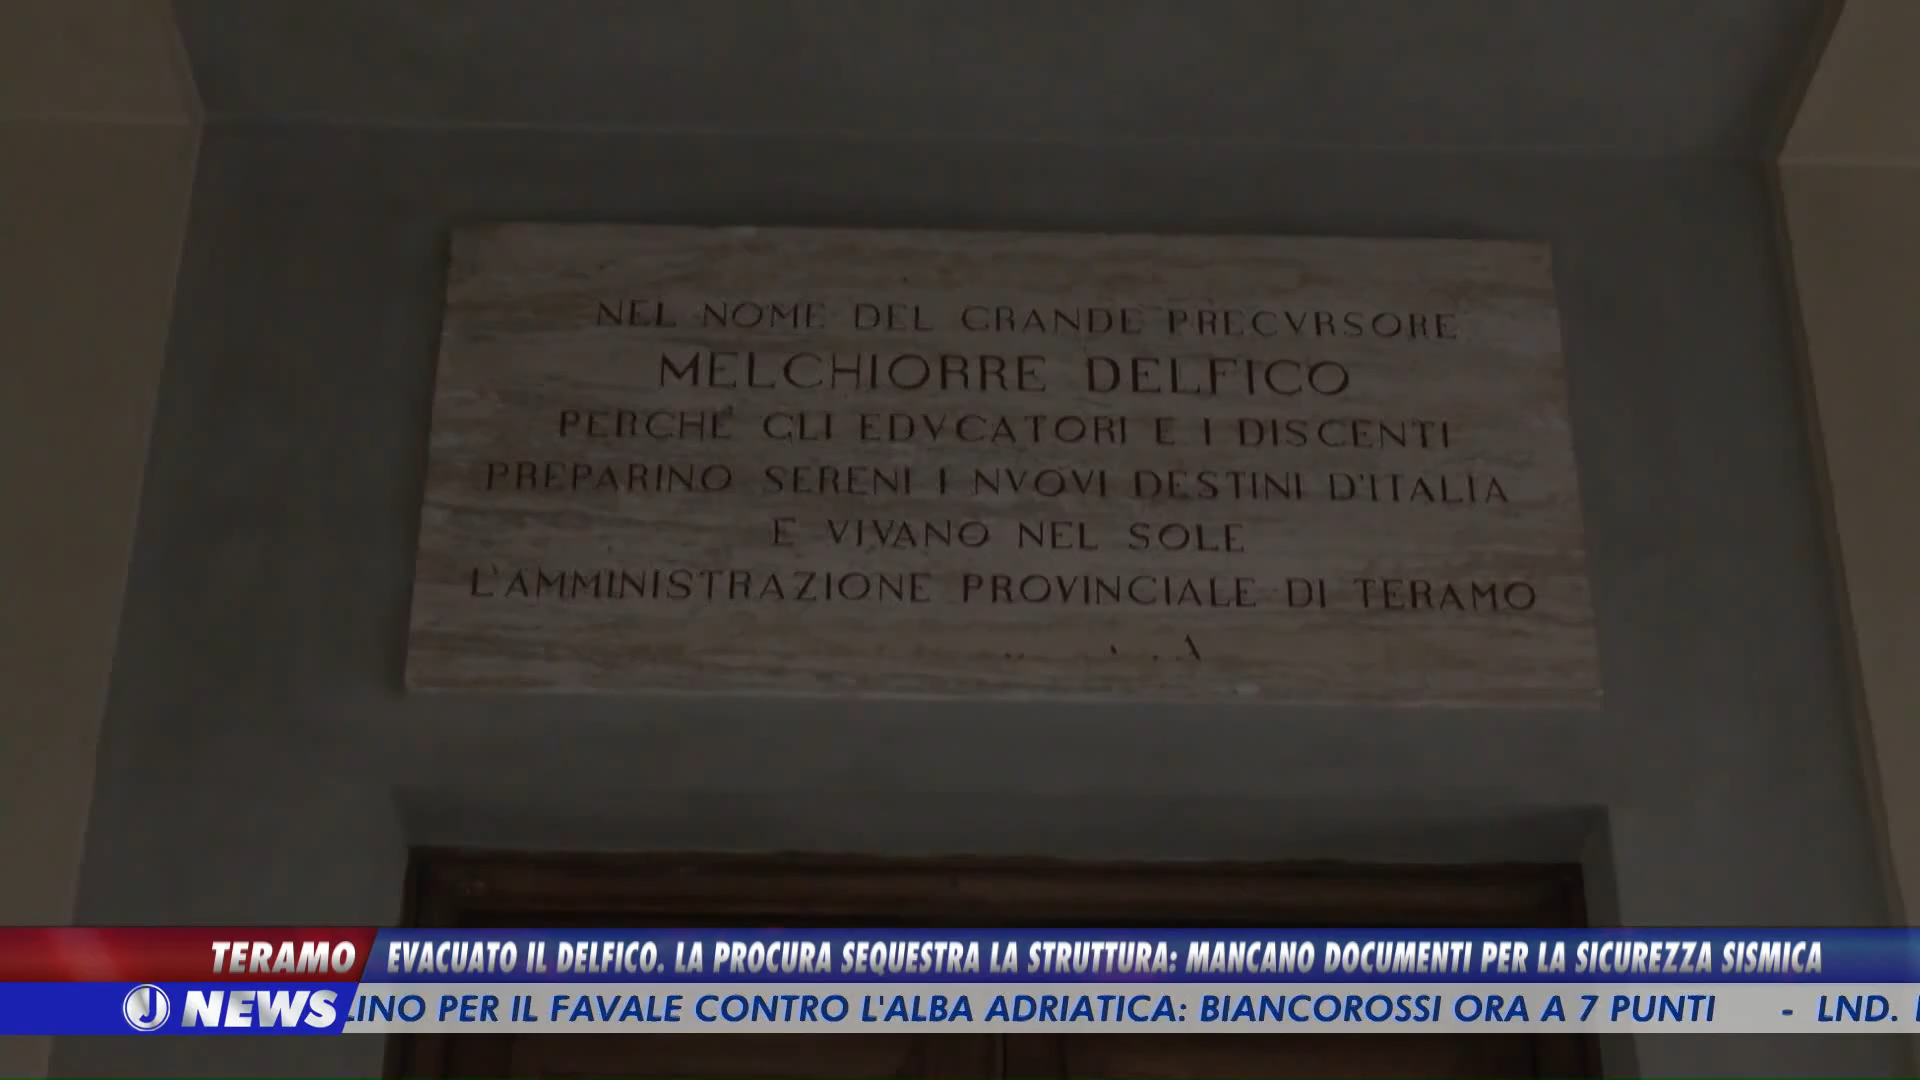 NEL NOME DEL GRANDE PRECVRSORE
MELCHIORRE DELFICO
PERCHÉ GLI EDVCATORI E I DISCENTI
PREPARINO SERENI I NVOVI DESTINI D'ITALIA
E VIVANO NEL SOLE
L'AMMINISTRAZIONE PROVINCIALE DI TERAMO
TERAMO EVACUATO IL DELFICO. LA PROCURA SEQUESTRA LA STRUTTURA: MANCANO DOCUMENTI PER LA SICUREZZA SISMICA
J NEWS LINO PER IL FAVALE CONTRO L'ALBA ADRIATICA: BIANCOROSSI ORA A 7 PUNTI - LND.